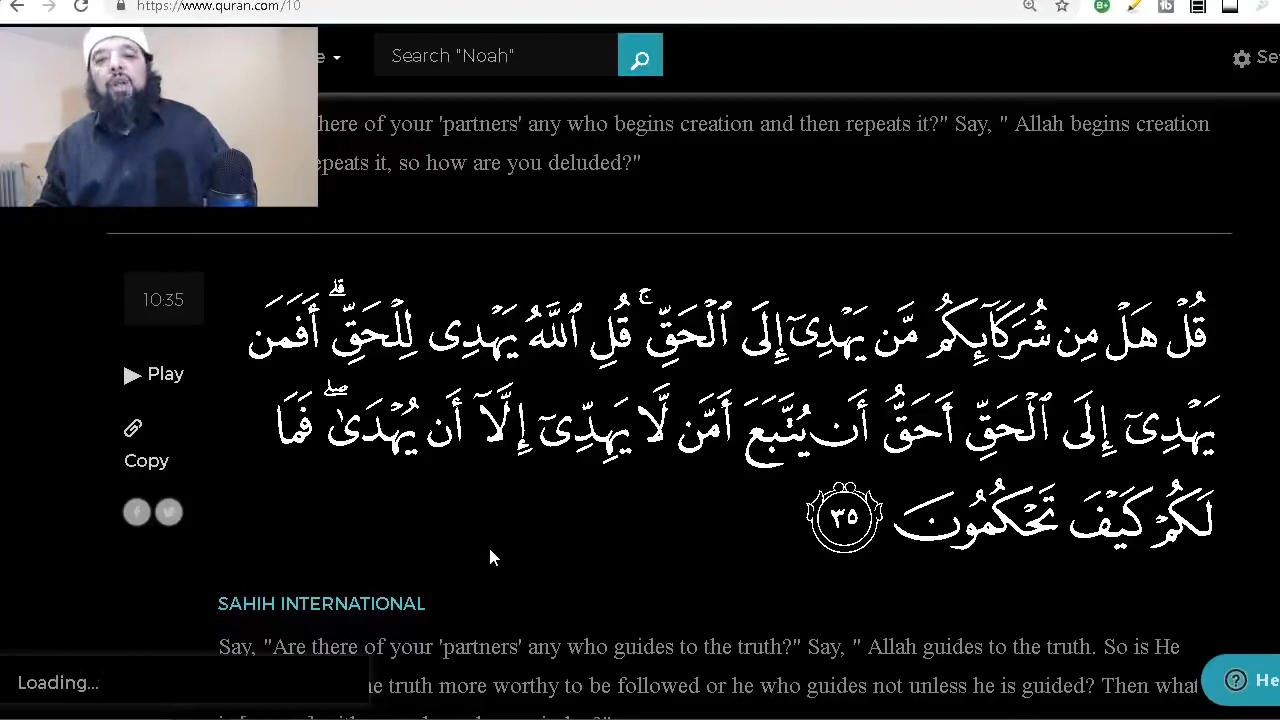 https://www.quran.com/10
Search "Noah"
here of your 'partners' any who begins creation and then repeats it?" Say, " Allah begins creation
epeats it, so how are you deluded?"
10:35
Play
Copy
قُلْ هَلْ مِن شُرَكَآئِكُم مَّن يَهْدِىٓ إِلَى ٱلْحَقِّ ۚ قُلِ ٱللَّهُ يَهْدِى لِلْحَقِّ ۗ أَفَمَن
يَهْدِىٓ إِلَى ٱلْحَقِّ أَحَقُّ أَن يُتَّبَعَ أَمَّن لَّا يَهِدِّىٓ إِلَّآ أَن يُهْدَىٰ ۖ فَمَا
لَكُمْ كَيْفَ تَحْكُمُونَ ٣٥
SAHIH INTERNATIONAL
Say, "Are there of your 'partners' any who guides to the truth?" Say, " Allah guides to the truth. So is He
e truth more worthy to be followed or he who guides not unless he is guided? Then what
Loading...
He